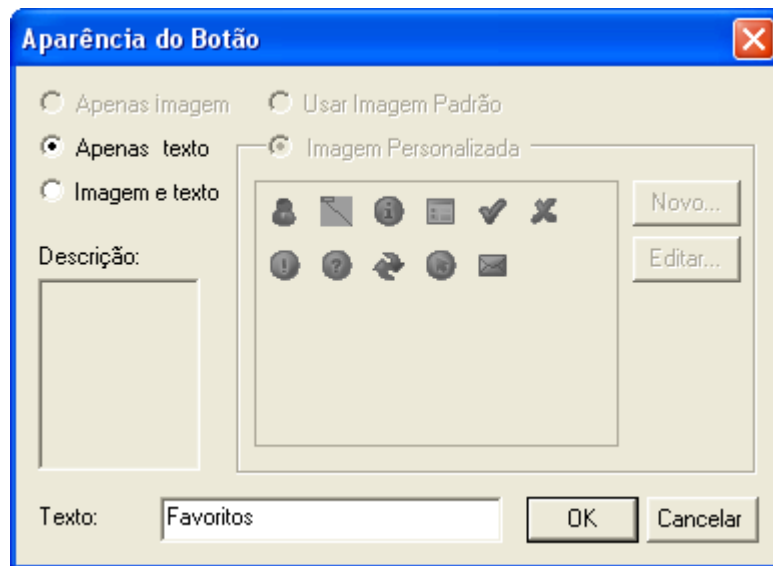 Aparência do Botão
Apenas imagem
Usar Imagem Padrão
Apenas texto
Imagem Personalizada
Imagem e texto
Novo...
Descrição:
Editar...
Texto:
Favoritos
OK
Cancelar